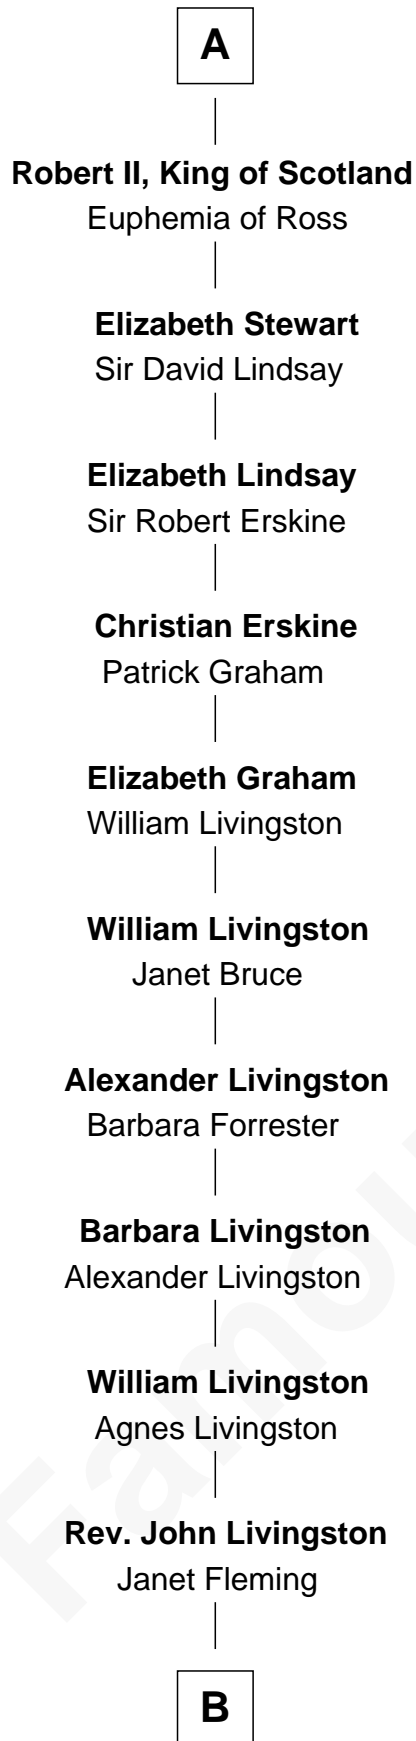 A
Robert II, King of Scotland
Euphemia of Ross
Elizabeth Stewart
Sir David Lindsay
Elizabeth Lindsay
Sir Robert Erskine
Christian Erskine
Patrick Graham
Elizabeth Graham
William Livingston
William Livingston
Janet Bruce
Alexander Livingston
Barbara Forrester
Barbara Livingston
Alexander Livingston
William Livingston
Agnes Livingston
Rev. John Livingston
Janet Fleming
B